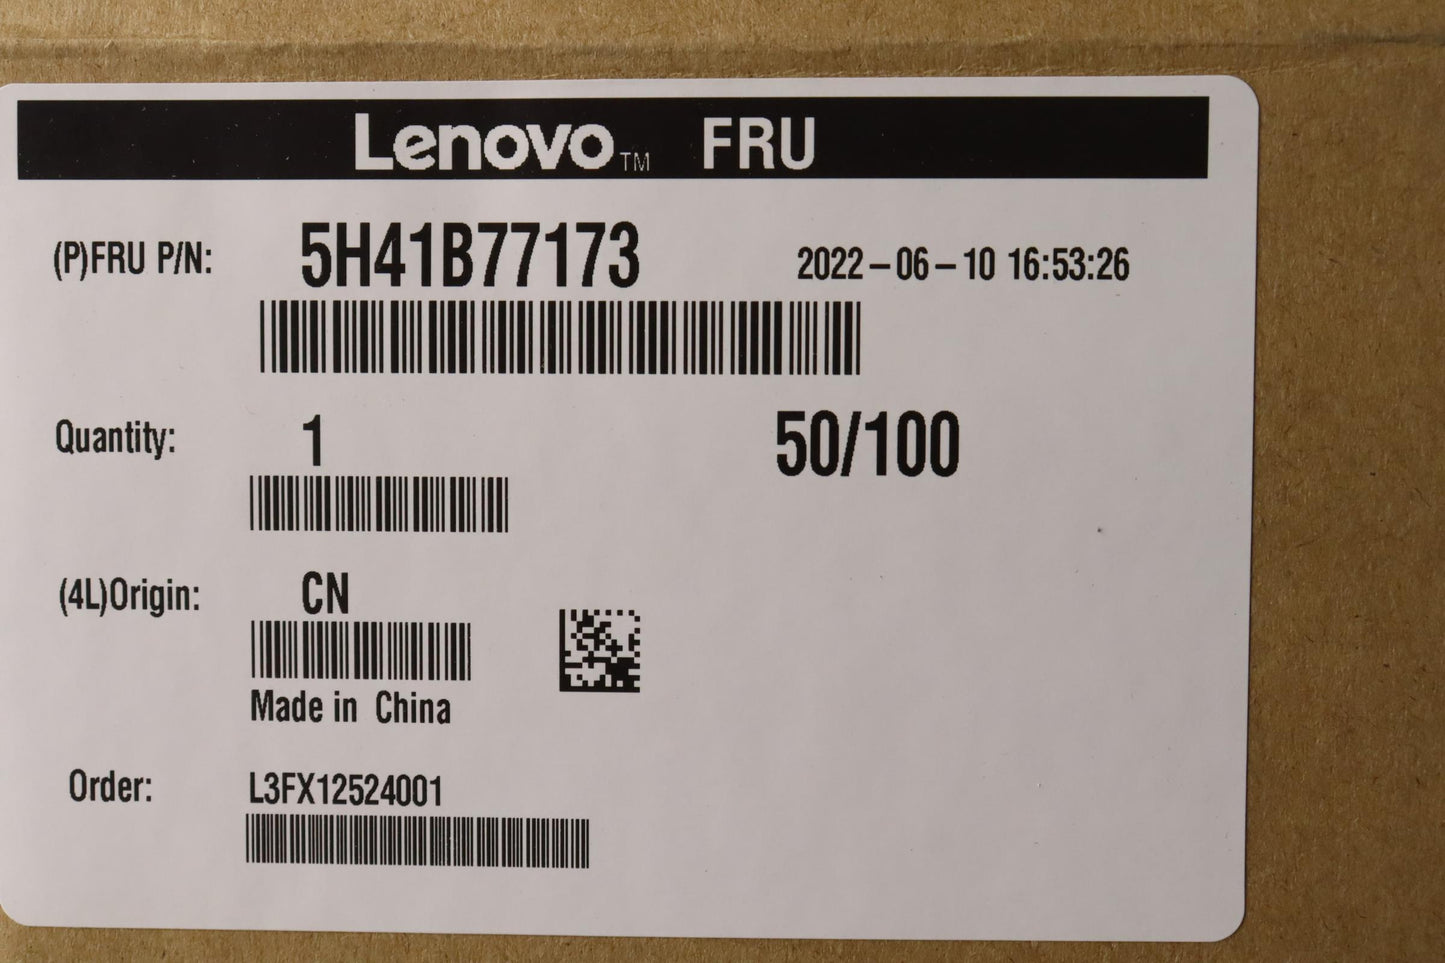 Lenovo™ FRU
(P)FRU P/N: 5H41B77173 2022-06-10 16:53:26
Quantity: 1 50/100
(4L)Origin: CN
Made in China
Order: L3FX12524001